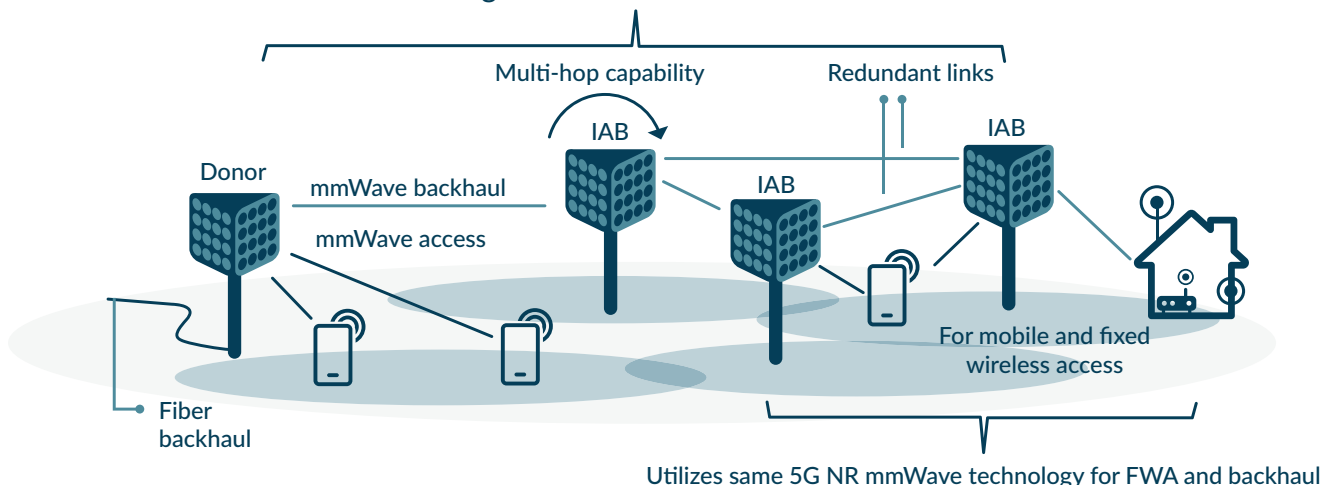 Multi-hop capability
Redundant links
IAB
IAB
Donor
mmWave backhaul
IAB
mmWave access
For mobile and fixed
wireless access
Fiber
backhaul
Utilizes same 5G NR mmWave technology for FWA and backhaul